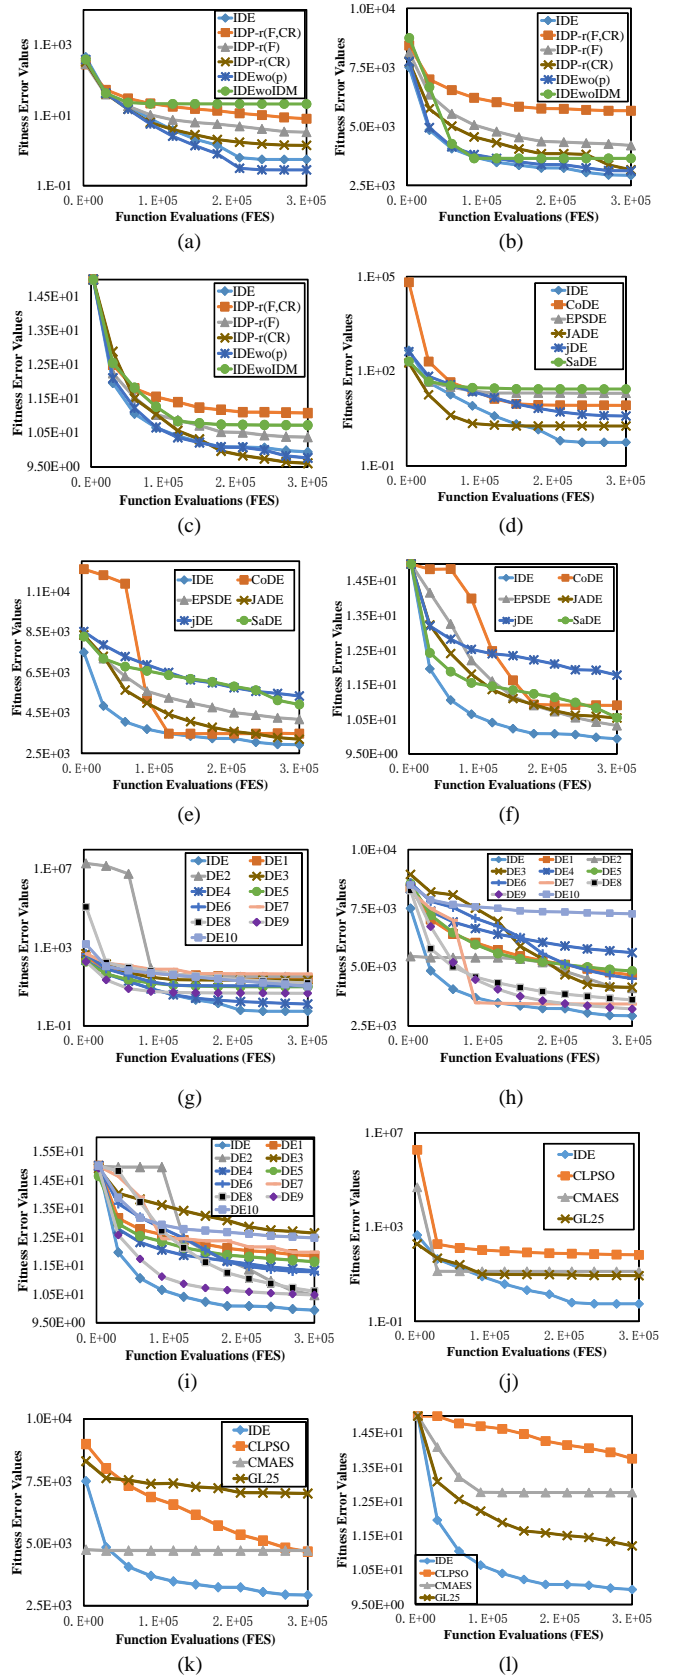 1.E+03
1.E+01
1.E-01
Fitness Error Values
IDE
IDP-r(F,CR)
IDP-r(F)
IDP-r(CR)
IDEwo(p)
IDEwoIDM
0.E+00 1.E+05 2.E+05 3.E+05
Function Evaluations (FES)
(a)
1.0E+04
7.5E+03
5.0E+03
2.5E+03
Fitness Error Values
IDE
IDP-r(F,CR)
IDP-r(F)
IDP-r(CR)
IDEwo(p)
IDEwoIDM
0.E+00 1.E+05 2.E+05 3.E+05
Function Evaluations (FES)
(b)
1.45E+01
1.35E+01
1.25E+01
1.15E+01
1.05E+01
9.50E+00
Fitness Error Values
IDE
IDP-r(F,CR)
IDP-r(F)
IDP-r(CR)
IDEwo(p)
IDEwoIDM
0.E+00 1.E+05 2.E+05 3.E+05
Function Evaluations (FES)
(c)
1.E+05
1.E+02
1.E-01
Fitness Error Values
IDE
CoDE
EPSDE
JADE
jDE
SaDE
0.E+00 1.E+05 2.E+05 3.E+05
Function Evaluations (FES)
(d)
1.1E+04
8.5E+03
6.5E+03
4.5E+03
2.5E+03
Fitness Error Values
IDE CoDE
EPSDE JADE
jDE SaDE
0.E+00 1.E+05 2.E+05 3.E+05
Function Evaluations (FES)
(e)
1.45E+01
1.35E+01
1.25E+01
1.15E+01
1.05E+01
9.50E+00
Fitness Error Values
IDE CoDE
EPSDE JADE
jDE SaDE
0.E+00 1.E+05 2.E+05 3.E+05
Function Evaluations (FES)
(f)
1.E+07
1.E+03
1.E-01
Fitness Error Values
IDE DE1
DE2 DE3
DE4 DE5
DE6 DE7
DE8 DE9
DE10
0.E+00 1.E+05 2.E+05 3.E+05
Function Evaluations (FES)
(g)
1.0E+04
7.5E+03
5.0E+03
2.5E+03
Fitness Error Values
IDE DE1 DE2
DE3 DE4 DE5
DE6 DE7 DE8
DE9 DE10
0.E+00 1.E+05 2.E+05 3.E+05
Function Evaluations (FES)
(h)
1.55E+01
1.45E+01
1.35E+01
1.25E+01
1.15E+01
1.05E+01
9.50E+00
Fitness Error Values
IDE DE1
DE2 DE3
DE4 DE5
DE6 DE7
DE8 DE9
DE10
0.E+00 1.E+05 2.E+05 3.E+05
Function Evaluations (FES)
(i)
1.E+07
1.E+03
1.E-01
Fitness Error Values
IDE
CLPSO
CMAES
GL25
0.E+00 1.E+05 2.E+05 3.E+05
Function Evaluations (FES)
(j)
1.0E+04
7.5E+03
5.0E+03
2.5E+03
Fitness Error Values
IDE
CLPSO
CMAES
GL25
0.E+00 1.E+05 2.E+05 3.E+05
Function Evaluations (FES)
(k)
1.45E+01
1.35E+01
1.25E+01
1.15E+01
1.05E+01
9.50E+00
Fitness Error Values
IDE
CLPSO
CMAES
GL25
0.E+00 1.E+05 2.E+05 3.E+05
Function Evaluations (FES)
(l)